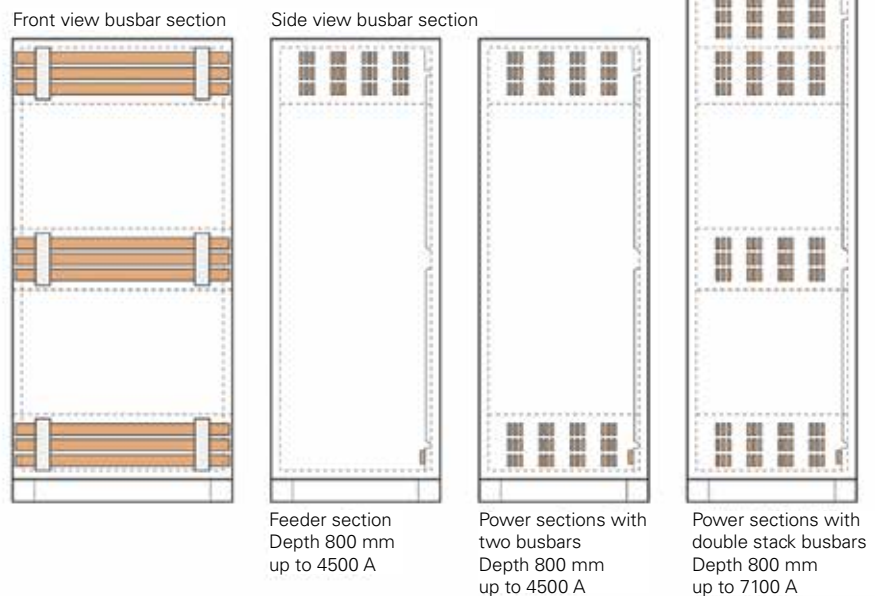 Front view busbar section
Side view busbar section
Feeder section
Depth 800 mm
up to 4500 A
Power sections with
two busbars
Depth 800 mm
up to 4500 A
Power sections with
double stack busbars
Depth 800 mm
up to 7100 A